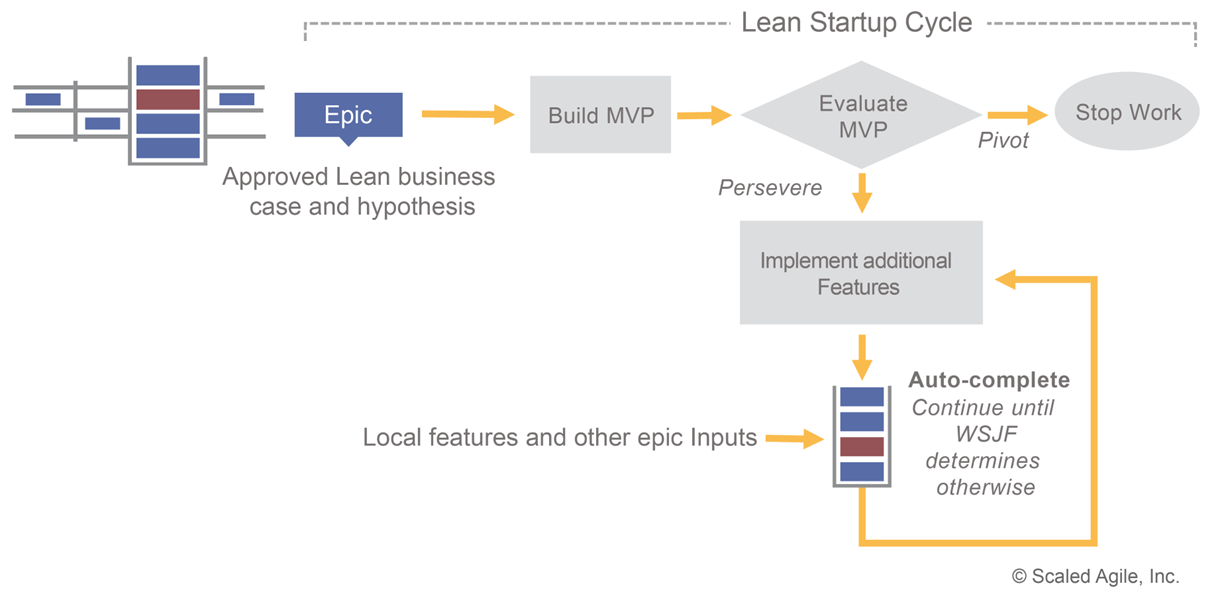 Lean Startup Cycle
Epic
Build MVP
Evaluate
MVP
Stop Work
Pivot
Approved Lean business
case and hypothesis
Persevere
Implement additional
Features
Auto-complete
Continue until
WSJF
determines
otherwise
Local features and other epic Inputs
© Scaled Agile, Inc.